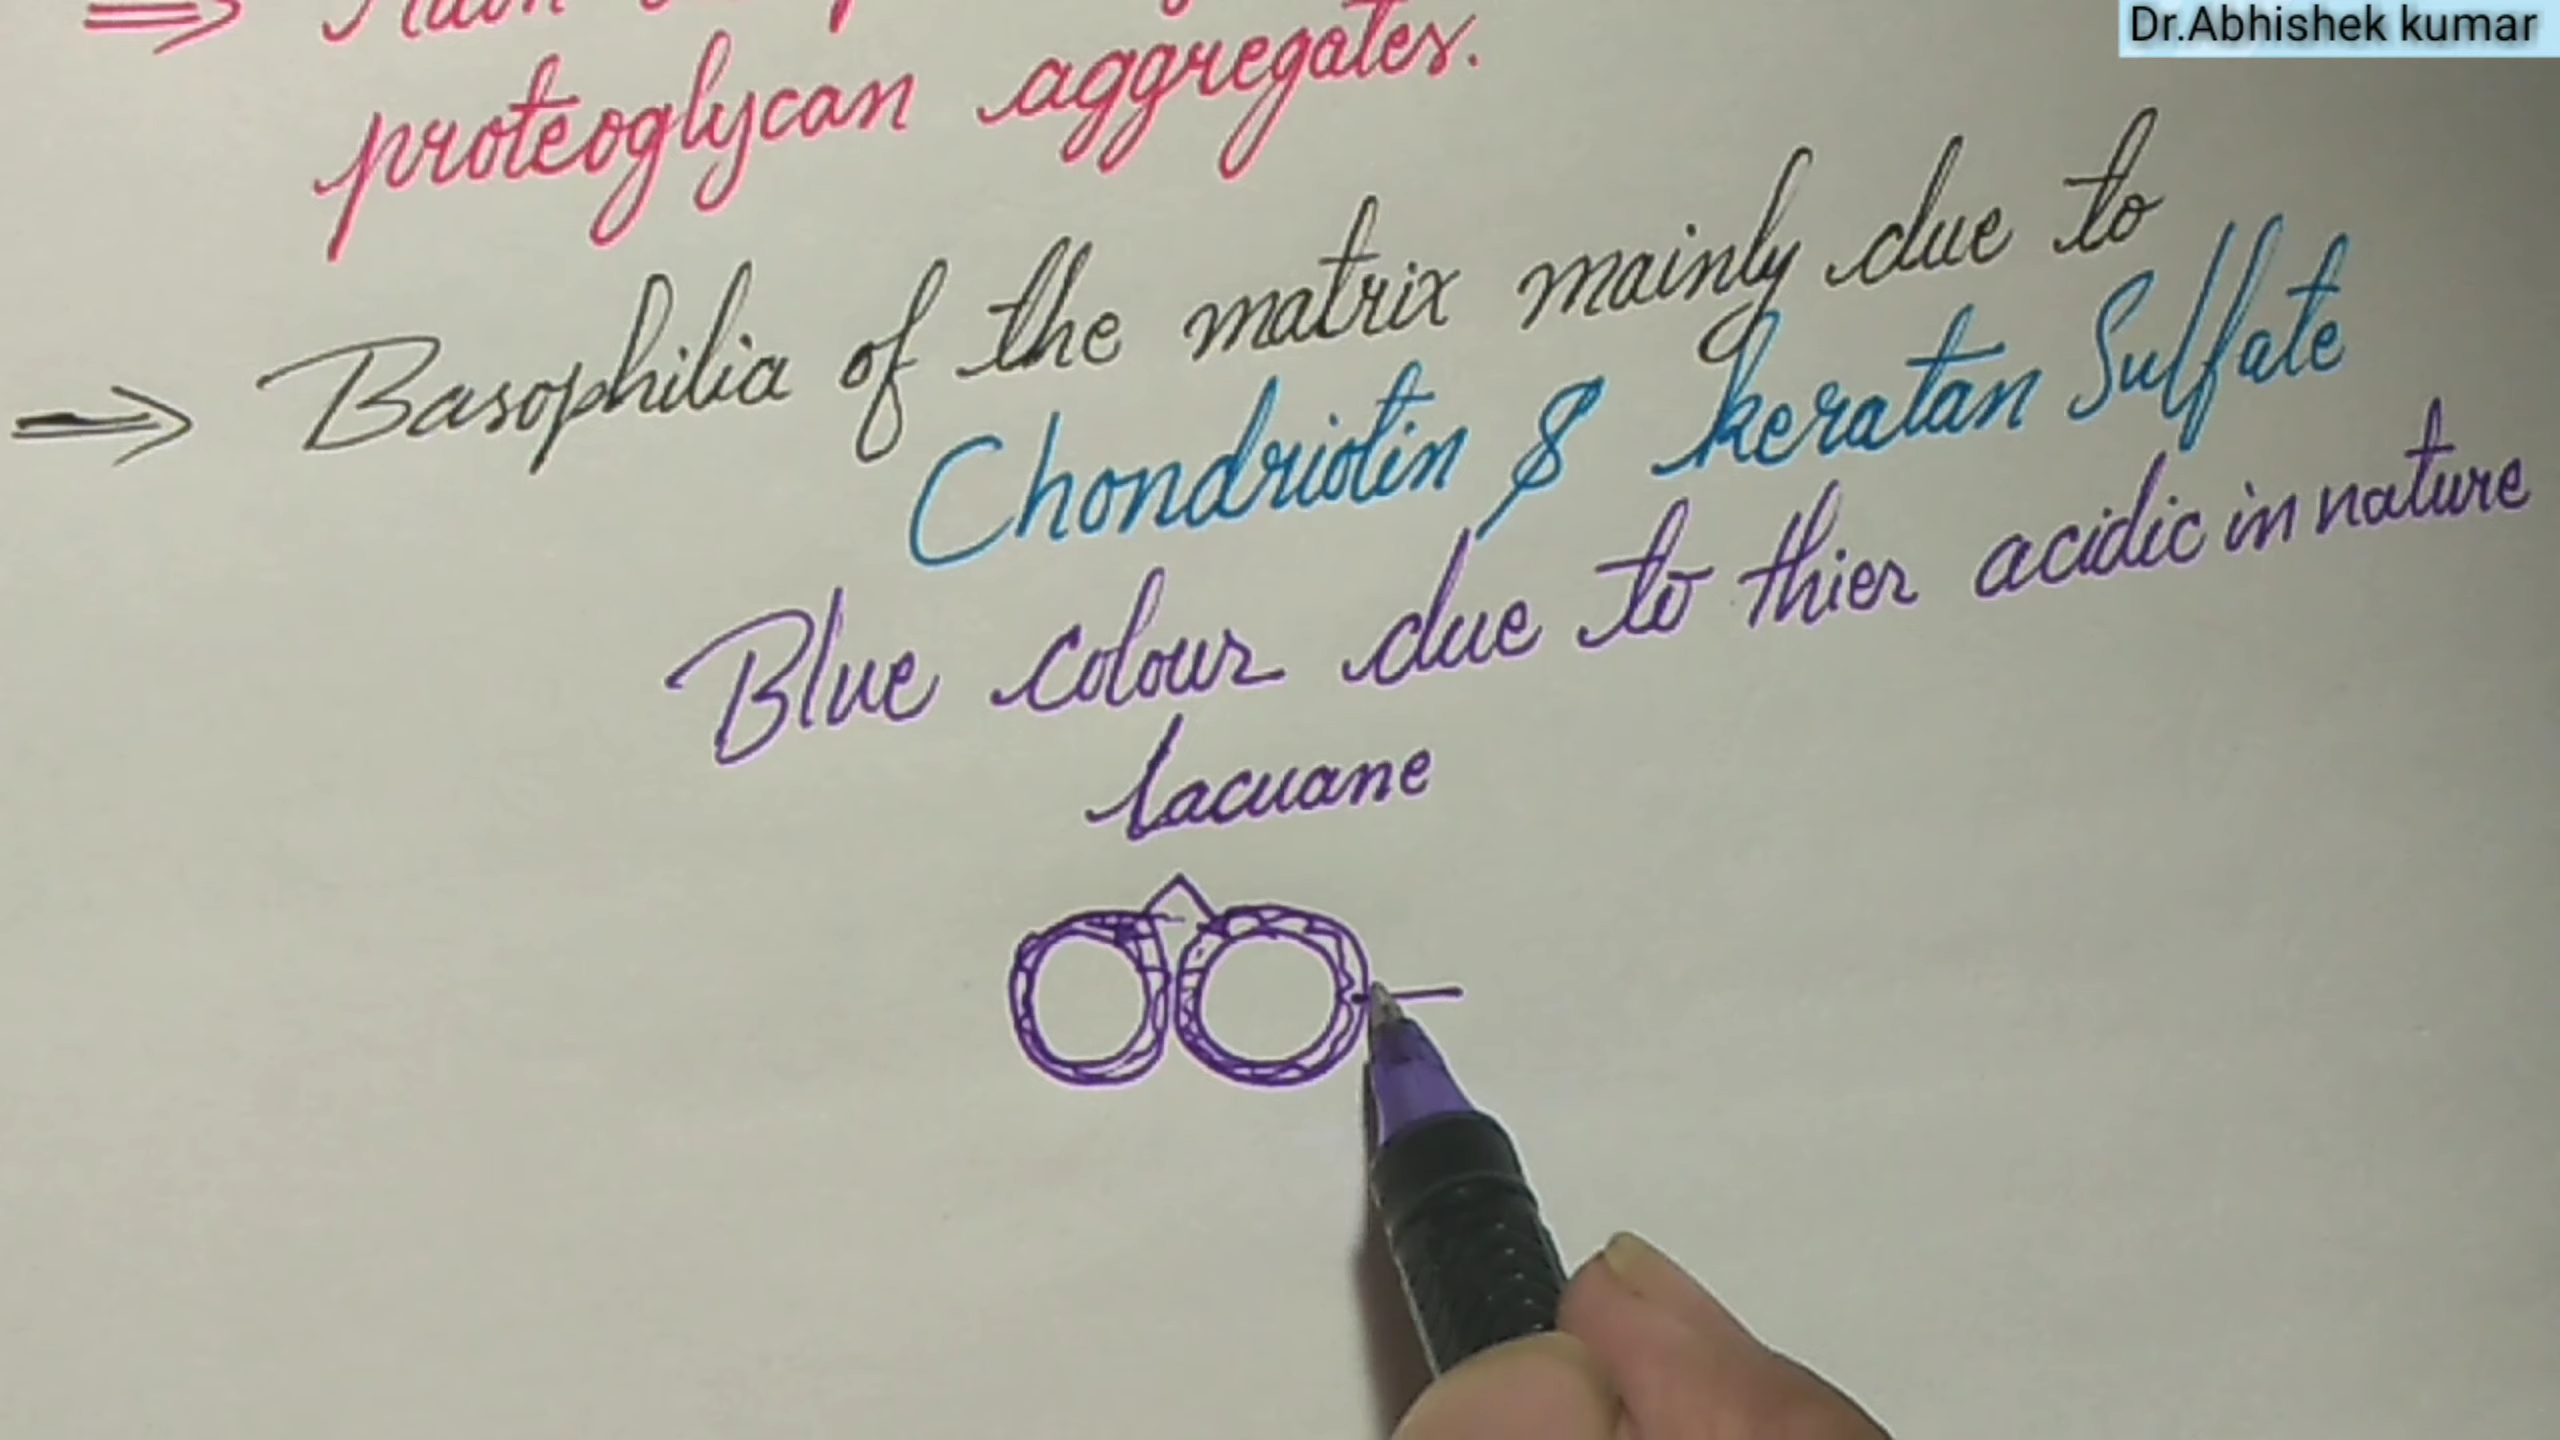 Dr.Abhishek kumar
proteoglycan aggregates.
⇒ Basophilia of the matrix mainly due to
Chondriotin & keratan Sulfate
Blue colour due to thier acidic in nature
lacuane